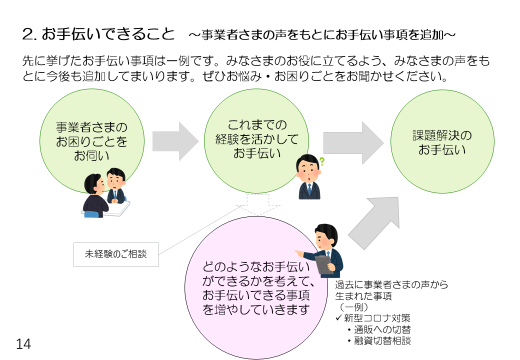 2. お手伝いできること　～事業者さまの声をもとにお手伝い事項を追加～
先に挙げたお手伝い事項は一例です。みなさまのお役に立てるよう、みなさまの声をも
とに今後も追加してまいります。ぜひお悩み・お困りごとをお聞かせください。
事業者さまの
お困りごとを
お伺い
これまでの
経験を活かして
お手伝い
?
課題解決の
お手伝い
未経験のご相談
どのようなお手伝い
ができるかを考えて、
お手伝いできる事項
を増やしていきます
過去に事業者さまの声から
生まれた事項
（一例）
✓新型コロナ対策
・通販への切替
・融資切替相談
14